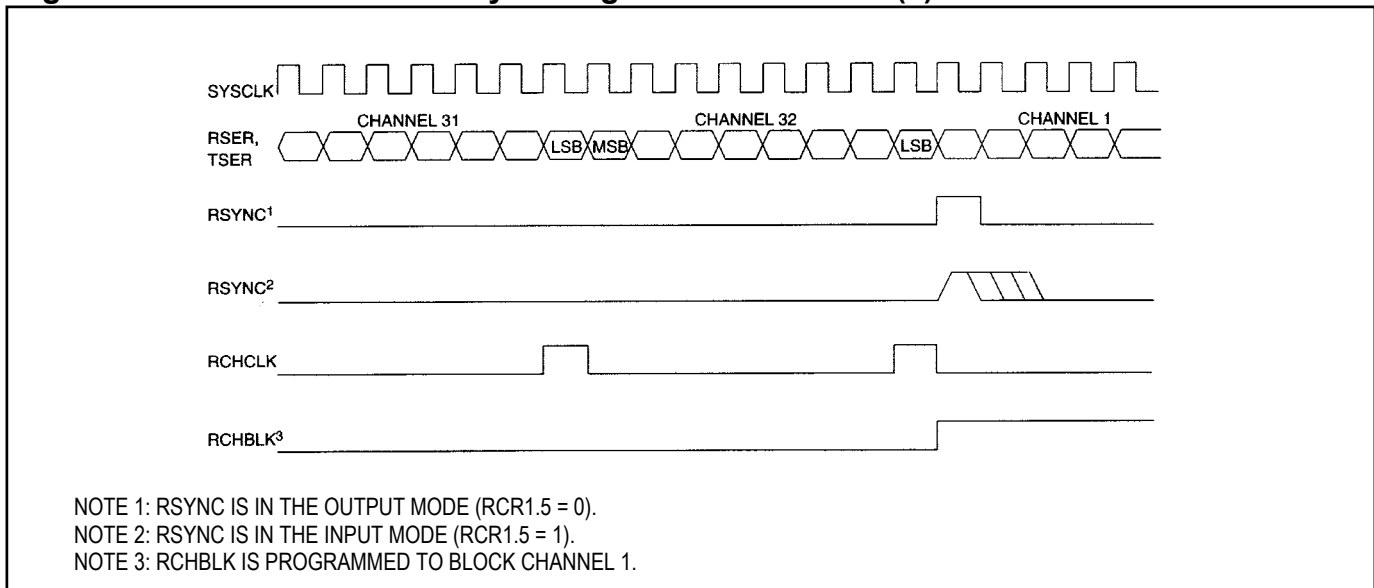 SYSCLK
CHANNEL 31 CHANNEL 32 CHANNEL 1
RSER,
TSER
LSB MSB LSB
RSYNC1
RSYNC2
RCHCLK
RCHBLK3
NOTE 1: RSYNC IS IN THE OUTPUT MODE (RCR1.5 = 0).
NOTE 2: RSYNC IS IN THE INPUT MODE (RCR1.5 = 1).
NOTE 3: RCHBLK IS PROGRAMMED TO BLOCK CHANNEL 1.